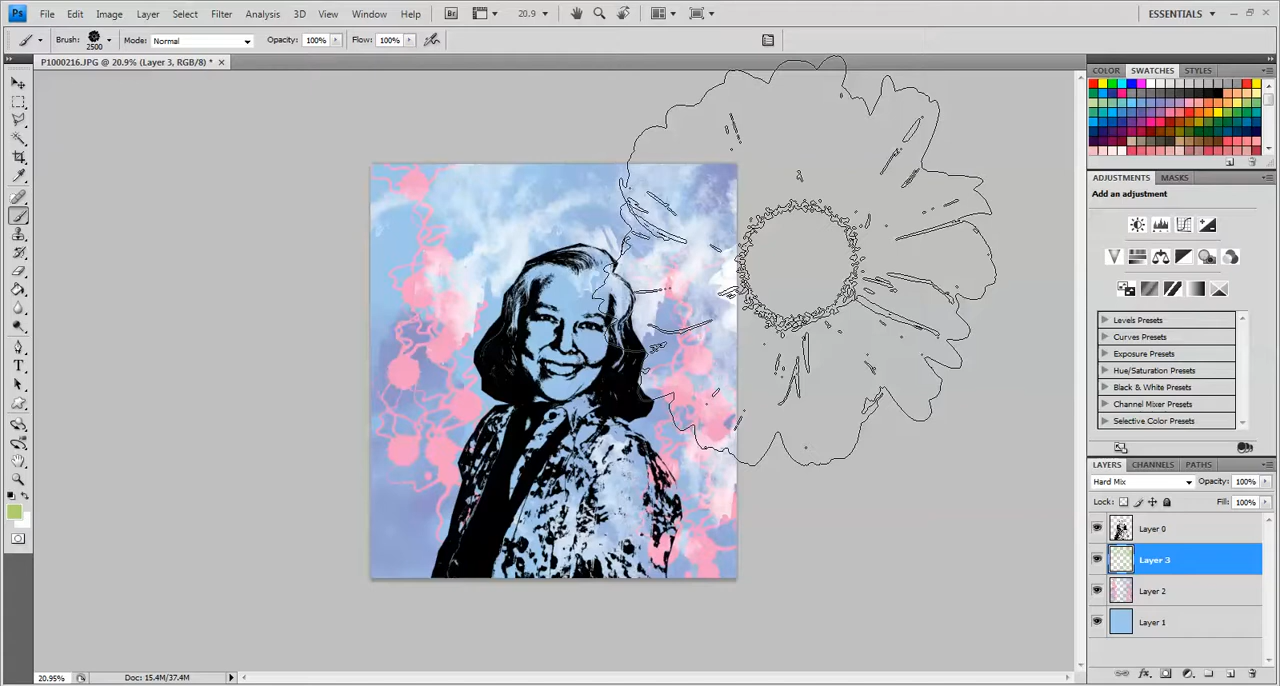 Ps File Edit Image Layer Select Filter Analysis 3D View Window Help Br 20.9 ESSENTIALS
Brush: 2500 Mode: Normal Opacity: 100% Flow: 100%
P1000216.JPG @ 20.9% (Layer 3, RGB/8) *
COLOR SWATCHES STYLES
ADJUSTMENTS MASKS
Add an adjustment
Levels Presets
Curves Presets
Exposure Presets
Hue/Saturation Presets
Black & White Presets
Channel Mixer Presets
Selective Color Presets
LAYERS CHANNELS PATHS
Hard Mix Opacity: 100%
Lock: Fill: 100%
Layer 0
Layer 3
Layer 2
Layer 1
20.95% Doc: 15.4M/37.4M